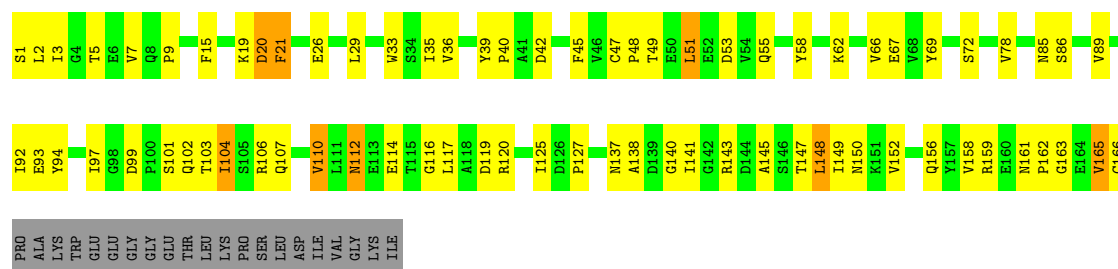 S1 L2 I3 G4 T5 E6 V7 Q8 P9 F15 K19 D20 F21 E26 L29 W33 S34 I35 V36 Y39 P40 A41 D42 F45 V46 C47 P48 T49 E50 L51 E52 D53 V54 Q55 Y58 K62 V66 E67 V68 Y69 S72 V78 N85 S86 V89
I92 E93 Y94 I97 G98 D99 P100 S101 Q102 T103 I104 S105 R106 Q107 V110 L111 N112 E113 E114 T115 G116 L117 A118 D119 R120 I125 D126 P127 N137 A138 D139 G140 I141 G142 R143 D144 A145 S146 T147 L148 I149 N150 K151 V152 Q156 Y157 V158 R159 E160 N161 P162 G163 E164 V165 C166
PRO ALA LYS TRP GLU GLU GLY GLY GLU THR LEU LYS PRO SER LEU ASP ILE VAL GLY LYS ILE